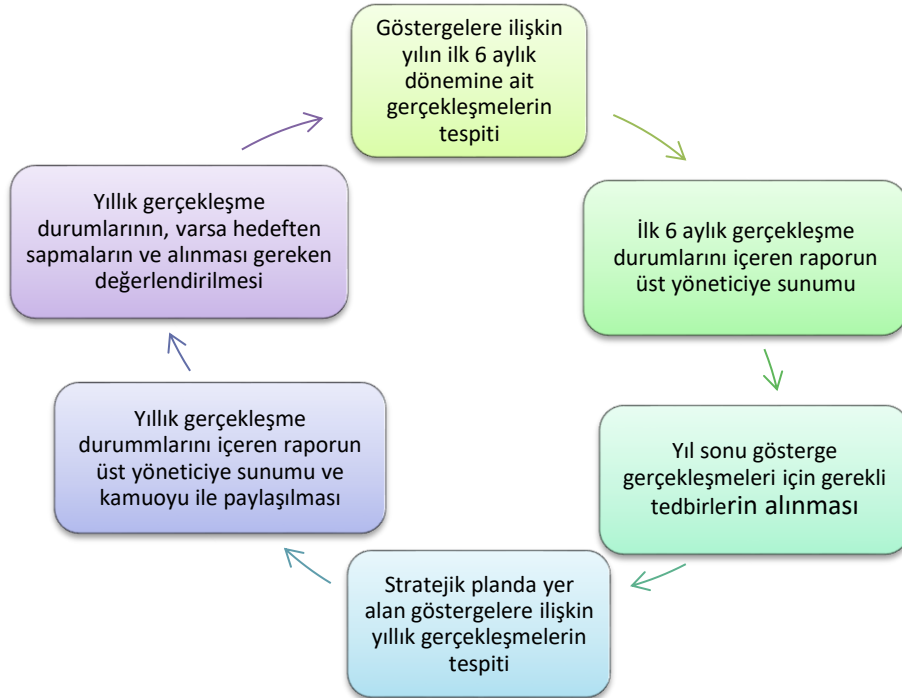 Göstergelere ilişkin
yılın ilk 6 aylık
dönemine ait
gerçekleşmelerin
tespiti
İlk 6 aylık gerçekleşme
durumlarını içeren raporun
üst yöneticiye sunumu
Yıl sonu gösterge
gerçekleşmeleri için gerekli
tedbirlerin alınması
Stratejik planda yer
alan göstergelere ilişkin
yıllık gerçekleşmelerin
tespiti
Yıllık gerçekleşme
durummlarını içeren raporun
üst yöneticiye sunumu ve
kamuoyu ile paylaşılması
Yıllık gerçekleşme
durumlarının, varsa hedeften
sapmaların ve alınması gereken
değerlendirilmesi